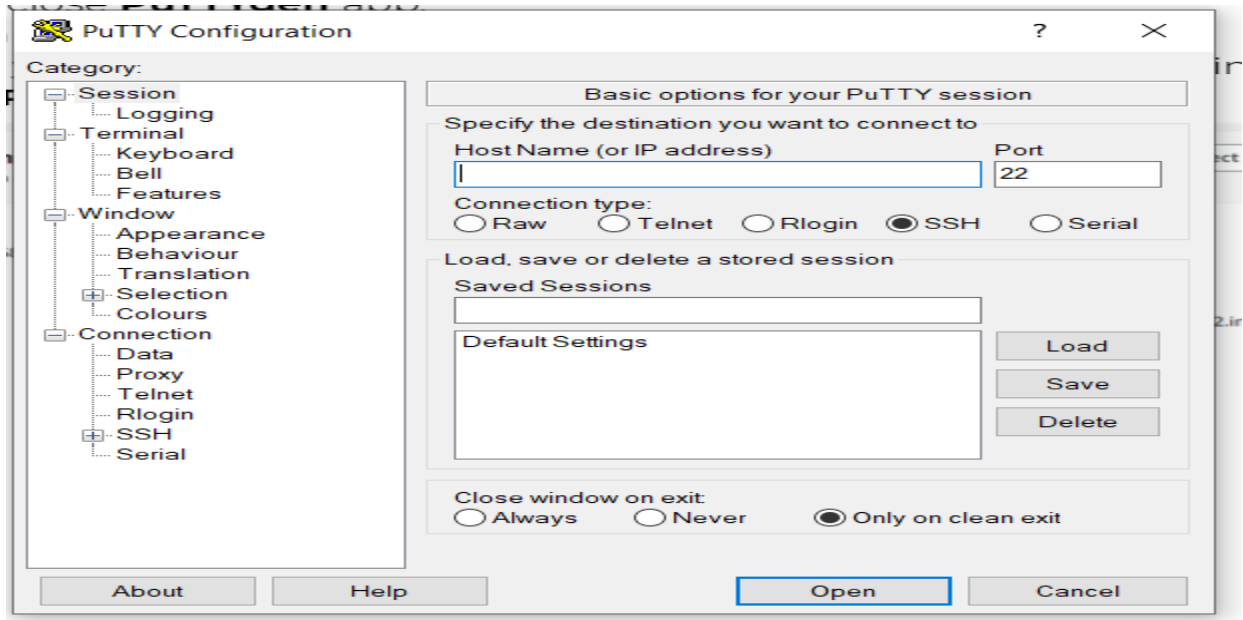 PuTTY Configuration
?
Category:
Session
Logging
Terminal
Keyboard
Bell
Features
Window
Appearance
Behaviour
Translation
Selection
Colours
Connection
Data
Proxy
Telnet
Rlogin
SSH
Serial
Basic options for your PuTTY session
Specify the destination you want to connect to
Host Name (or IP address)
Port
22
Connection type:
Raw
Telnet
Rlogin
SSH
Serial
Load, save or delete a stored session
Saved Sessions
Default Settings
Load
Save
Delete
Close window on exit:
Always
Never
Only on clean exit
About
Help
Open
Cancel